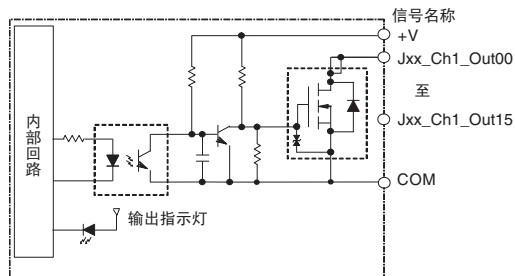 信号名称
+V
Jxx_Ch1_Out00
至
Jxx_Ch1_Out15
COM
内部回路
输出指示灯